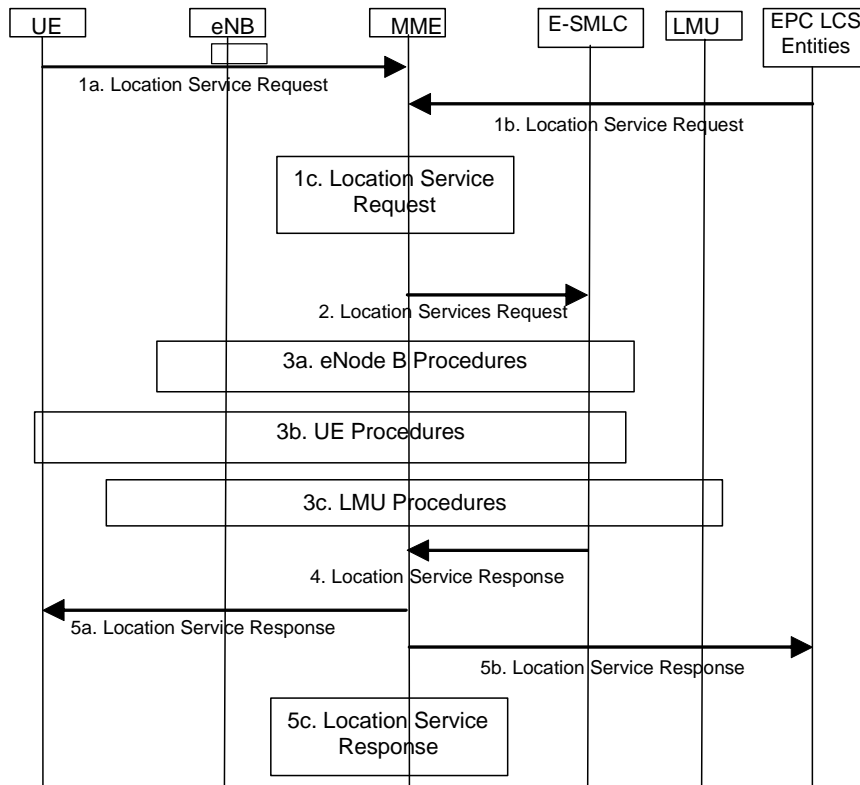 UE
eNB
MME
E-SMLC
LMU
EPC LCS
Entities
1a. Location Service Request
1b. Location Service Request
1c. Location Service
Request
2. Location Services Request
3a. eNode B Procedures
3b. UE Procedures
3c. LMU Procedures
4. Location Service Response
5a. Location Service Response
5b. Location Service Response
5c. Location Service
Response